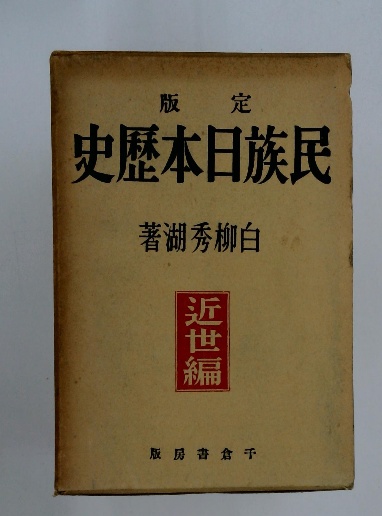 定版
民族日本歷史
白柳秀湖著
近世編
千倉書房版